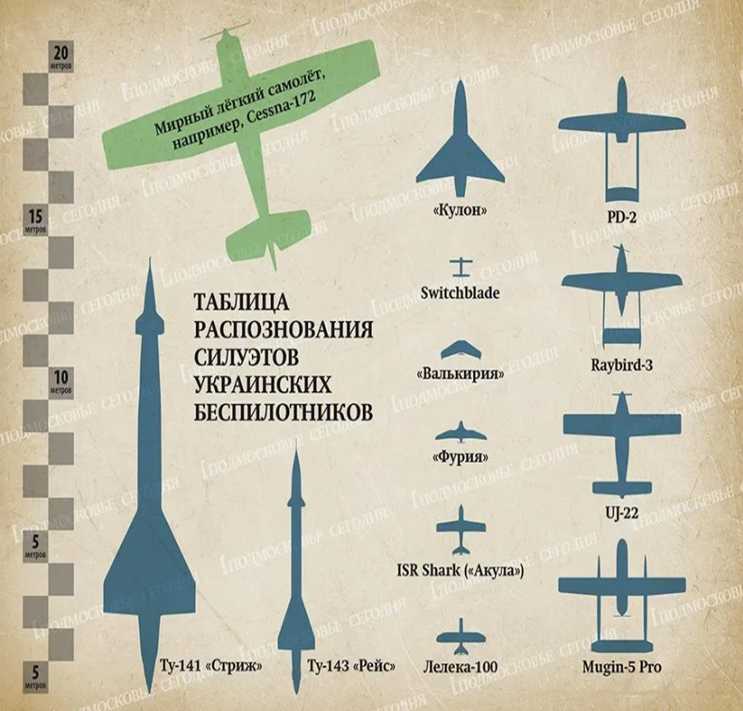 20
метров
Мирный лёгкий самолёт,
например, Cessna-172
15
метров
«Кулон»
PD-2
Switchblade
ТАБЛИЦА
РАСПОЗНОВАНИЯ
СИЛУЭТОВ
УКРАИНСКИХ
БЕСПИЛОТНИКОВ
Raybird-3
10
метров
«Валькирия»
«Фурия»
UJ-22
5
метров
ISR Shark («Акула»)
Ту-141 «Стриж»
Ту-143 «Рейс»
Лелека-100
Mugin-5 Pro
5
метров
ПОДМОСКОВЬЕ СЕГОДНЯ